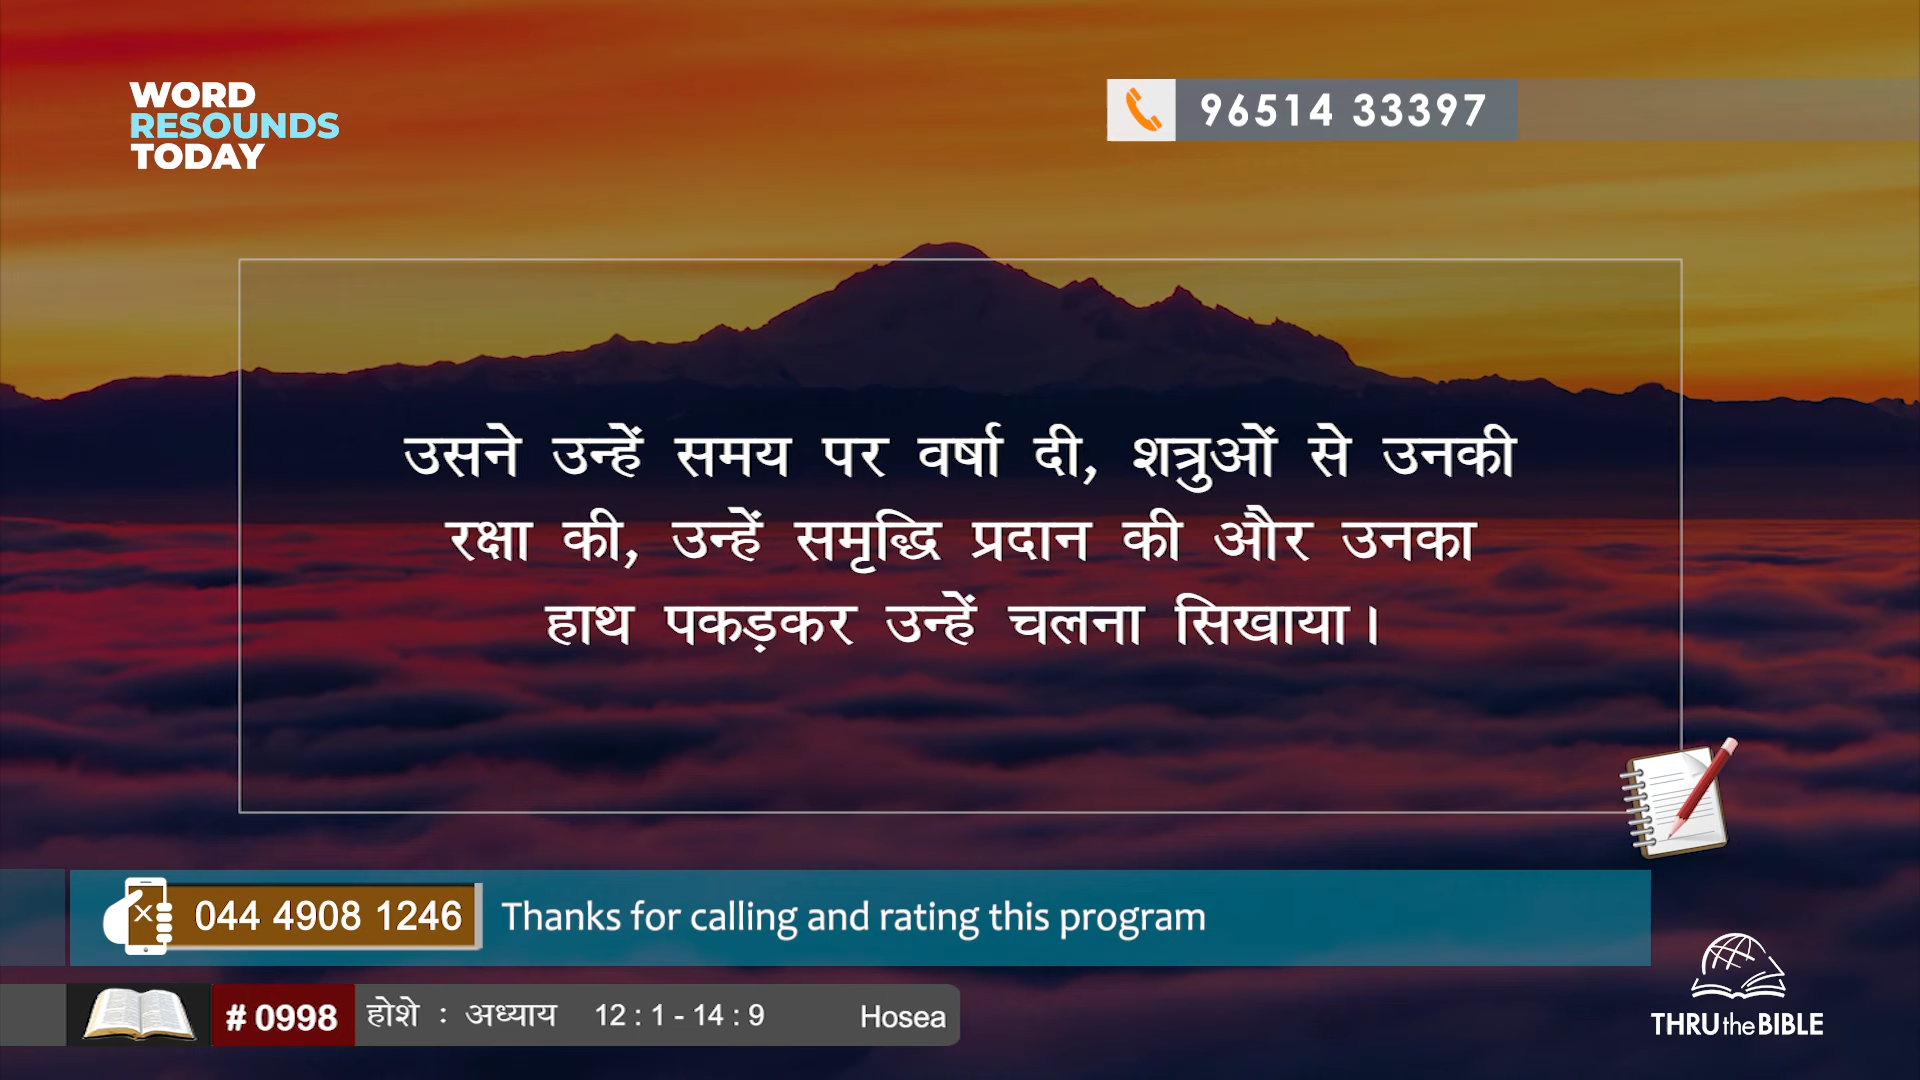 WORD
RESOUNDS
TODAY
96514 33397
उसने उन्हें समय पर वर्षा दी, शत्रुओं से उनकी
रक्षा की, उन्हें समृद्धि प्रदान की और उनका
हाथ पकड़कर उन्हें चलना सिखाया।
044 4908 1246 Thanks for calling and rating this program
# 0998 होशे : अध्याय 12 : 1 - 14 : 9 Hosea
THRU the BIBLE